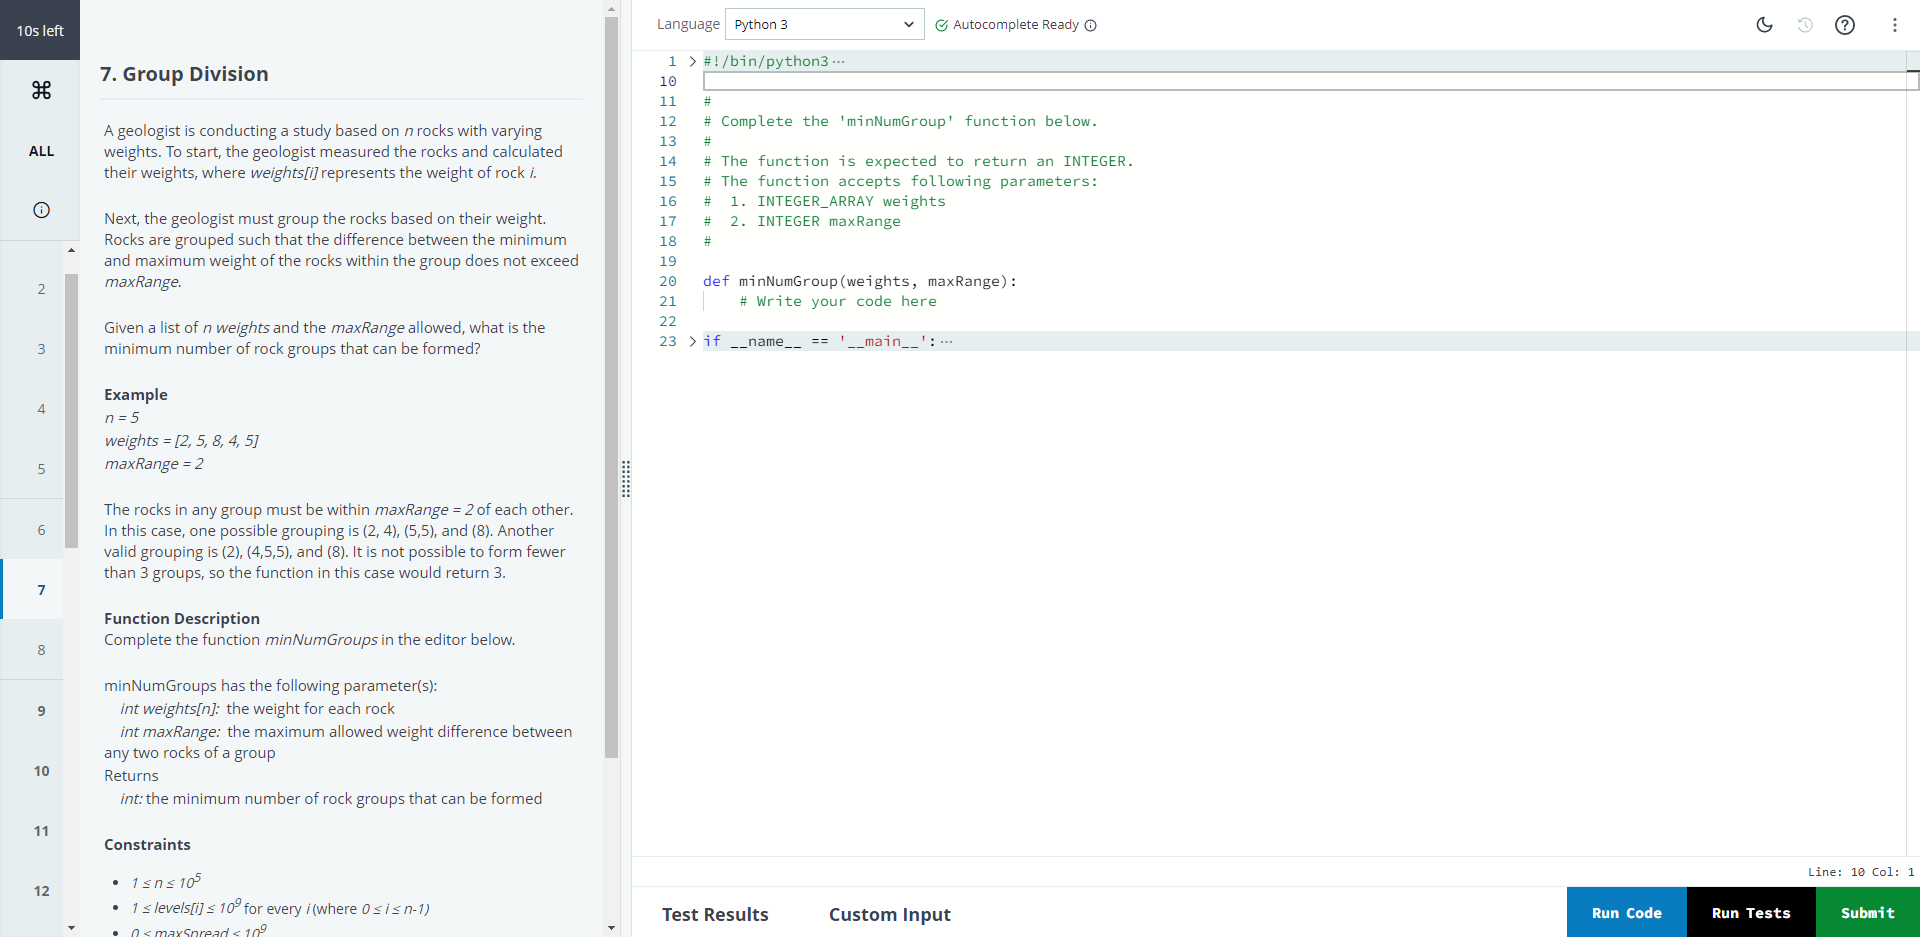 10s left
ALL
2
3
4
5
6
7
8
9
10
11
12
7. Group Division
A geologist is conducting a study based on n rocks with varying
weights. To start, the geologist measured the rocks and calculated
their weights, where weights[i] represents the weight of rock i.
Next, the geologist must group the rocks based on their weight.
Rocks are grouped such that the difference between the minimum
and maximum weight of the rocks within the group does not exceed
maxRange.
Given a list of n weights and the maxRange allowed, what is the
minimum number of rock groups that can be formed?
Example
n = 5
weights = [2, 5, 8, 4, 5]
maxRange = 2
The rocks in any group must be within maxRange = 2 of each other.
In this case, one possible grouping is (2, 4), (5,5), and (8). Another
valid grouping is (2), (4,5,5), and (8). It is not possible to form fewer
than 3 groups, so the function in this case would return 3.
Function Description
Complete the function minNumGroups in the editor below.
minNumGroups has the following parameter(s):
int weights[n]: the weight for each rock
int maxRange: the maximum allowed weight difference between
any two rocks of a group
Returns
int: the minimum number of rock groups that can be formed
Constraints
• 1 ≤ n ≤ 10⁵
• 1 ≤ levels[i] ≤ 10⁹ for every i (where 0 ≤ i ≤ n-1)
• 0 ≤ maxSpread ≤ 10⁹
Language Python 3 Autocomplete Ready
1 #!/bin/python3 ···
10
11 #
12 # Complete the 'minNumGroup' function below.
13 #
14 # The function is expected to return an INTEGER.
15 # The function accepts following parameters:
16 #  1. INTEGER_ARRAY weights
17 #  2. INTEGER maxRange
18 #
19
20 def minNumGroup(weights, maxRange):
21     # Write your code here
22
23 if __name__ == '__main__': ···
Line: 10 Col: 1
Test Results Custom Input Run Code Run Tests Submit